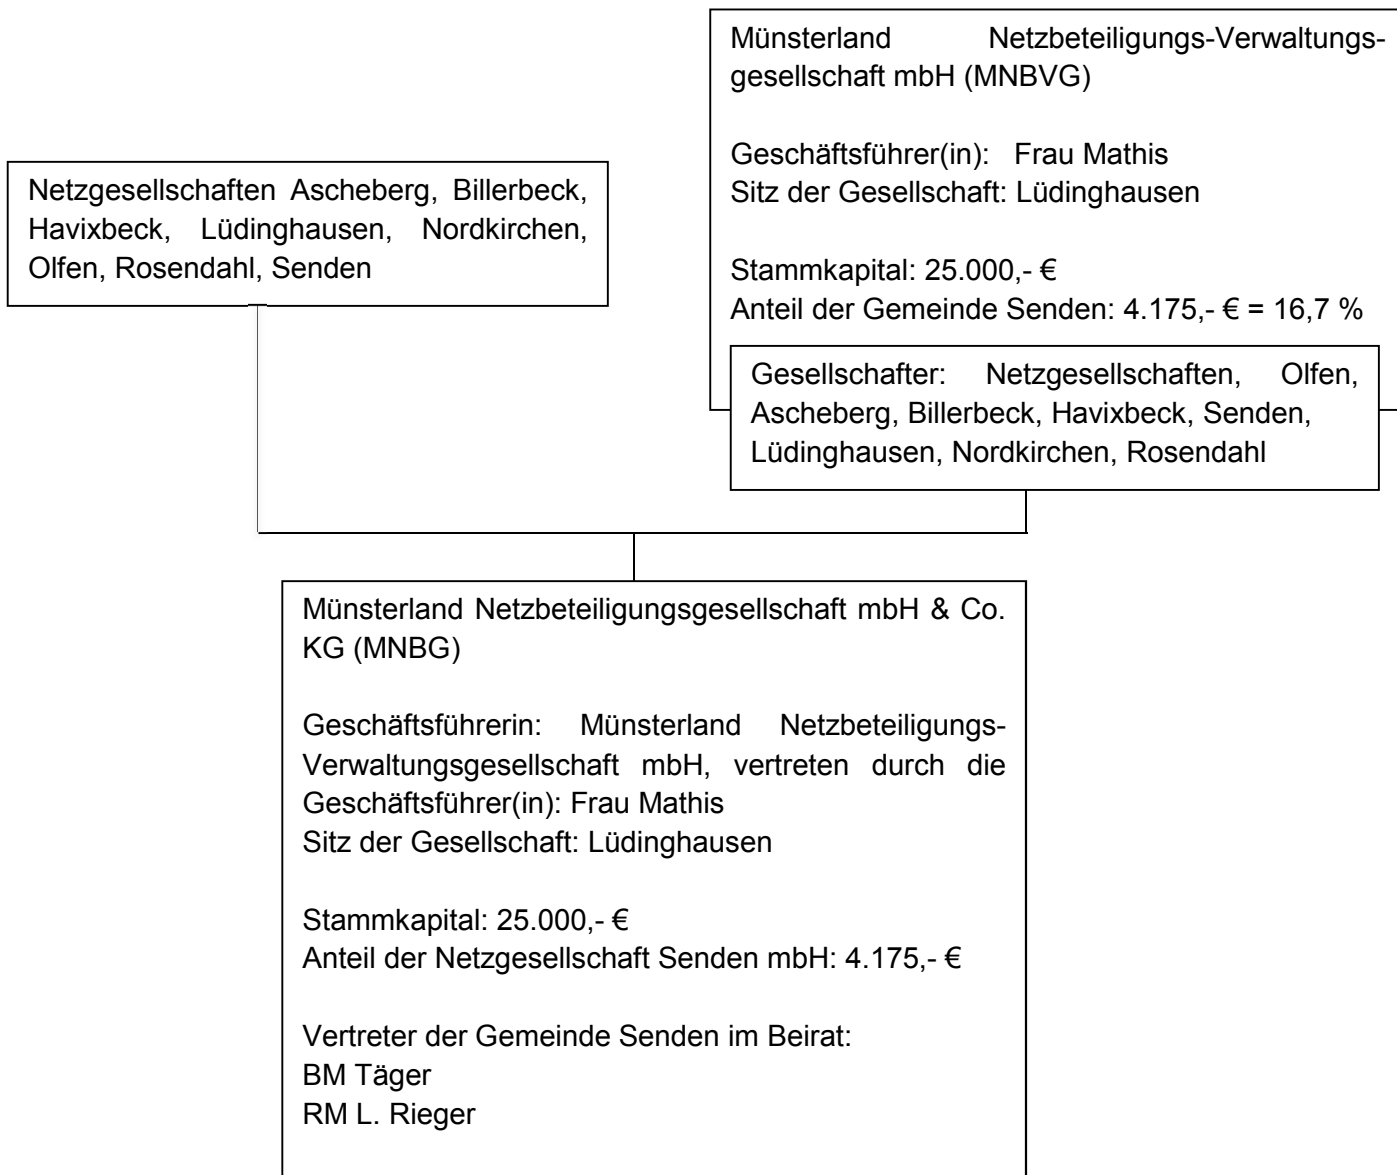 Münsterland Netzbeteiligungs-Verwaltungs-
gesellschaft mbH (MNBVG)
Geschäftsführer(in): Frau Mathis
Sitz der Gesellschaft: Lüdinghausen
Stammkapital: 25.000,- €
Anteil der Gemeinde Senden: 4.175,- € = 16,7 %
Gesellschafter: Netzgesellschaften, Olfen,
Ascheberg, Billerbeck, Havixbeck, Senden,
Lüdinghausen, Nordkirchen, Rosendahl
Netzgesellschaften Ascheberg, Billerbeck,
Havixbeck, Lüdinghausen, Nordkirchen,
Olfen, Rosendahl, Senden
Münsterland Netzbeteiligungsgesellschaft mbH & Co.
KG (MNBG)
Geschäftsführerin: Münsterland Netzbeteiligungs-
Verwaltungsgesellschaft mbH, vertreten durch die
Geschäftsführer(in): Frau Mathis
Sitz der Gesellschaft: Lüdinghausen
Stammkapital: 25.000,- €
Anteil der Netzgesellschaft Senden mbH: 4.175,- €
Vertreter der Gemeinde Senden im Beirat:
BM Täger
RM L. Rieger